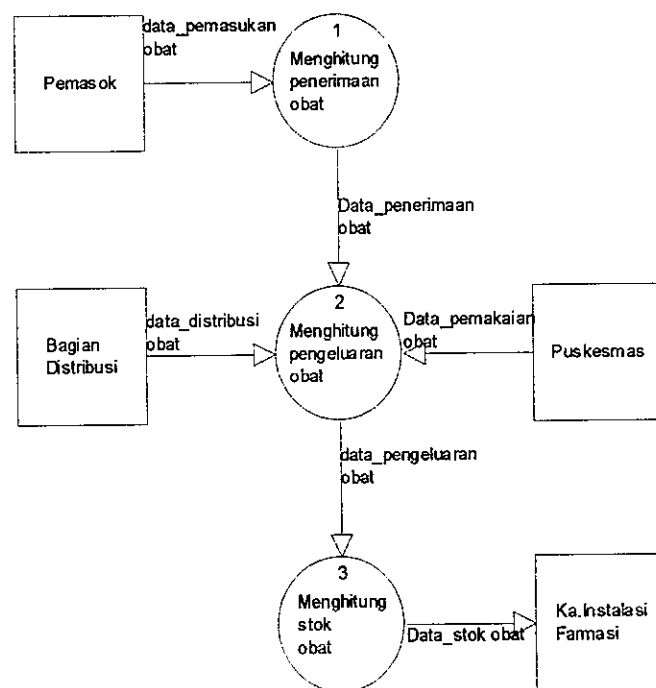 data_pemasukan
obat
Pemasok
1
Menghitung
penerimaan
obat
Data_penerimaan
obat
Bagian
Distribusi
data_distribusi
obat
2
Menghitung
pengeluaran
obat
Data_pemakaian
obat
Puskesmas
data_pengeluaran
obat
3
Menghitung
stok
obat
Data_stok obat
Ka.Instalasi
Farmasi